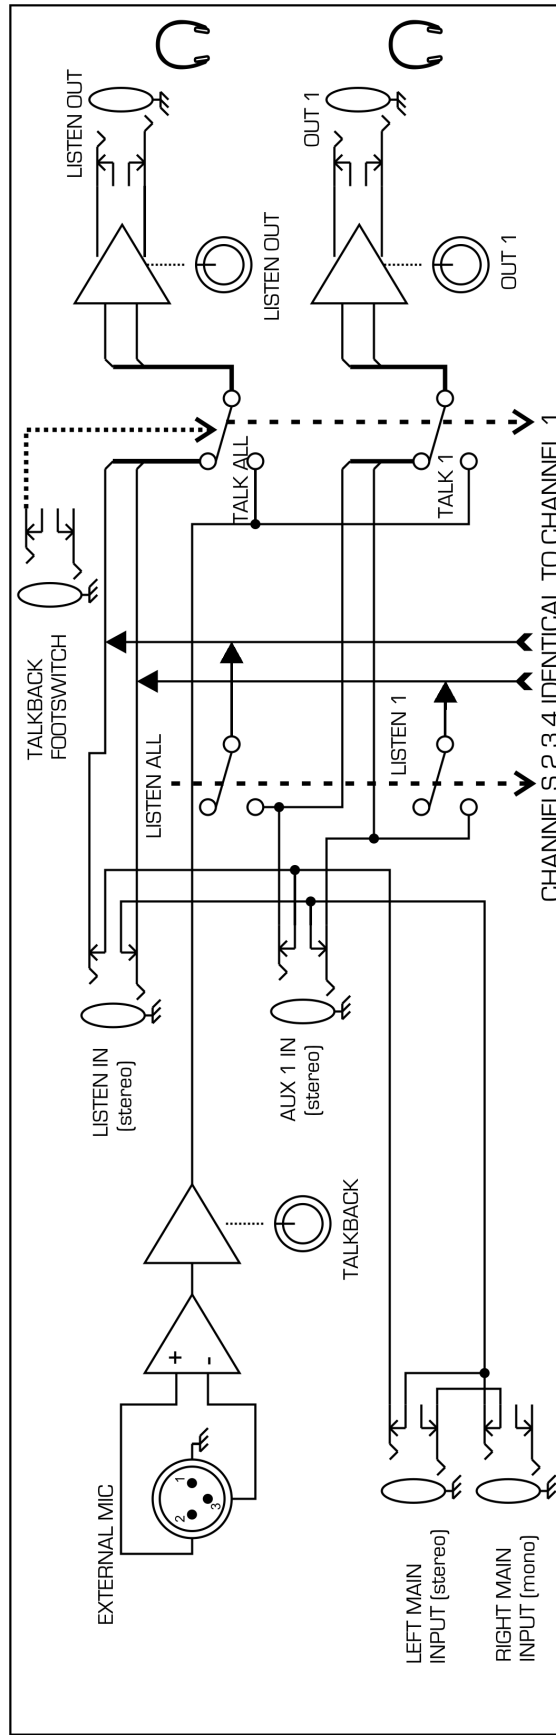 EXTERNAL MIC
1
2
3
+
-
TALKBACK
LEFT MAIN
INPUT (stereo)
RIGHT MAIN
INPUT (mono)
LISTEN IN
(stereo)
AUX 1 IN
(stereo)
TALKBACK
FOOTSWITCH
LISTEN ALL
LISTEN 1
TALK ALL
TALK 1
LISTEN OUT
OUT 1
LISTEN OUT
OUT 1
CHANNELS 2,3,4 IDENTICAL TO CHANNEL 1